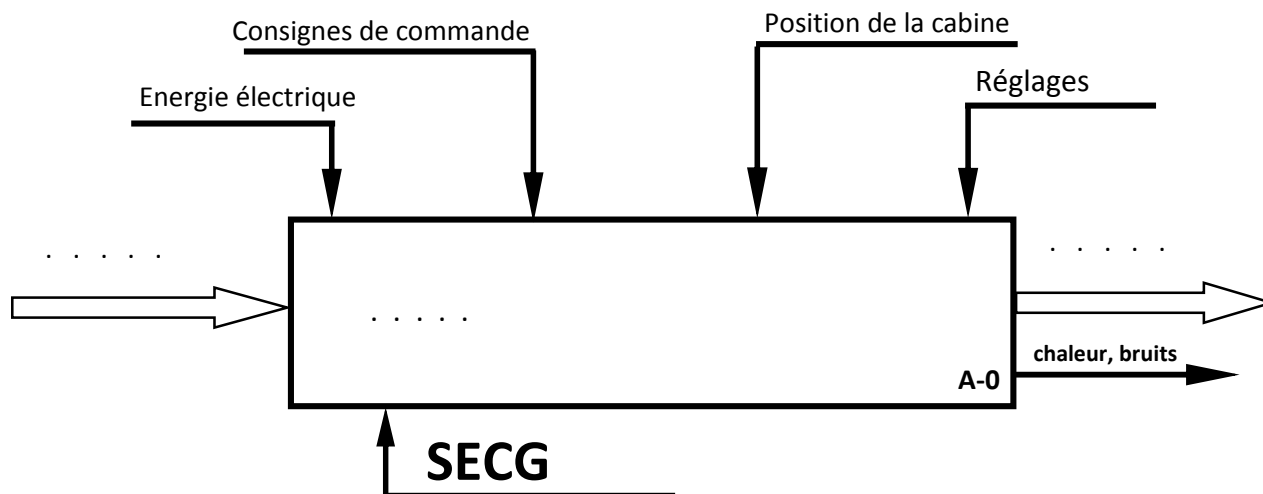 Consignes de commande
Position de la cabine
Energie électrique
Réglages
. . . . .
. . . . .
. . . . .
chaleur, bruits
A-0
SECG